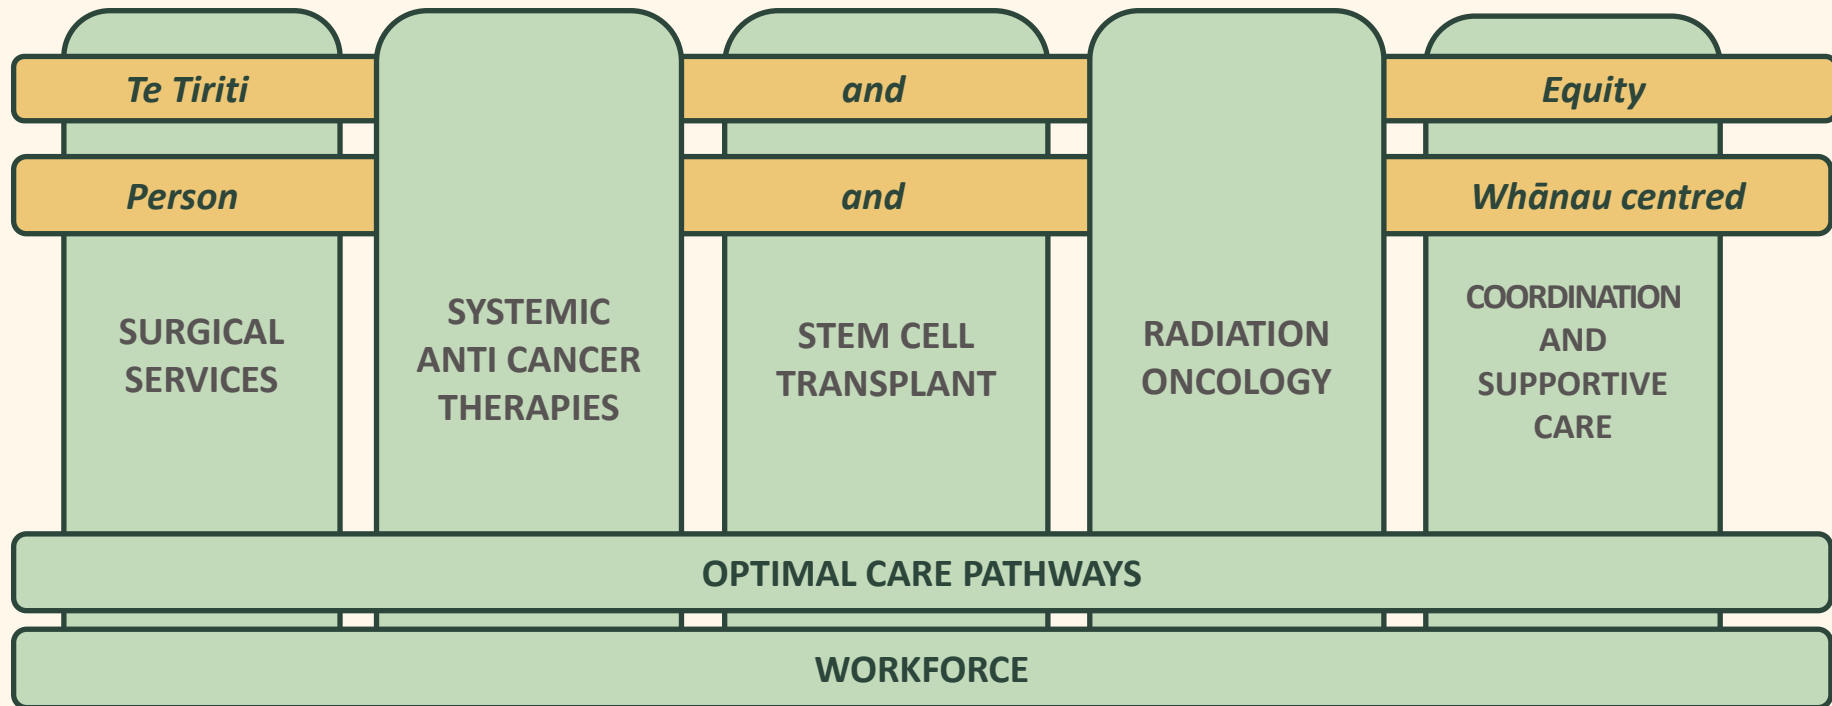 Te Tiriti and Equity
Person and Whānau centred
SURGICAL
SERVICES
SYSTEMIC
ANTI CANCER
THERAPIES
STEM CELL
TRANSPLANT
RADIATION
ONCOLOGY
COORDINATION
AND
SUPPORTIVE
CARE
OPTIMAL CARE PATHWAYS
WORKFORCE